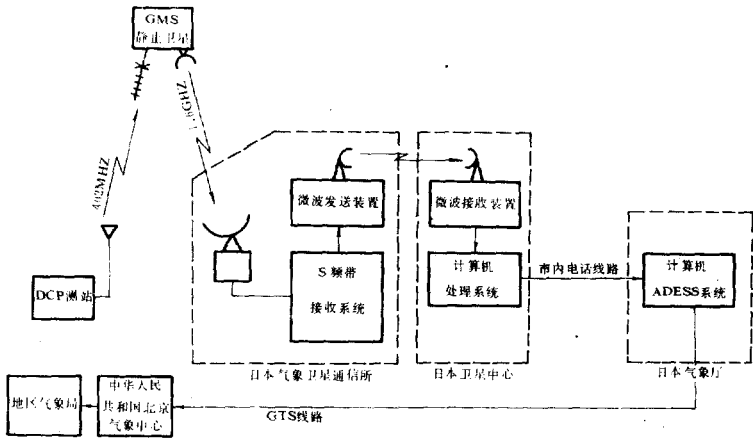 GMS
静止卫星
402MHZ
微波发送装置
微波接收装置
S频带
接收系统
计算机
处理系统
市内电话线路
计算机
ADESS系统
DCP测站
日本气象卫星通信所
日本卫星中心
日本气象厅
地区气象局
中华人民
共和国北京
气象中心
GTS线路